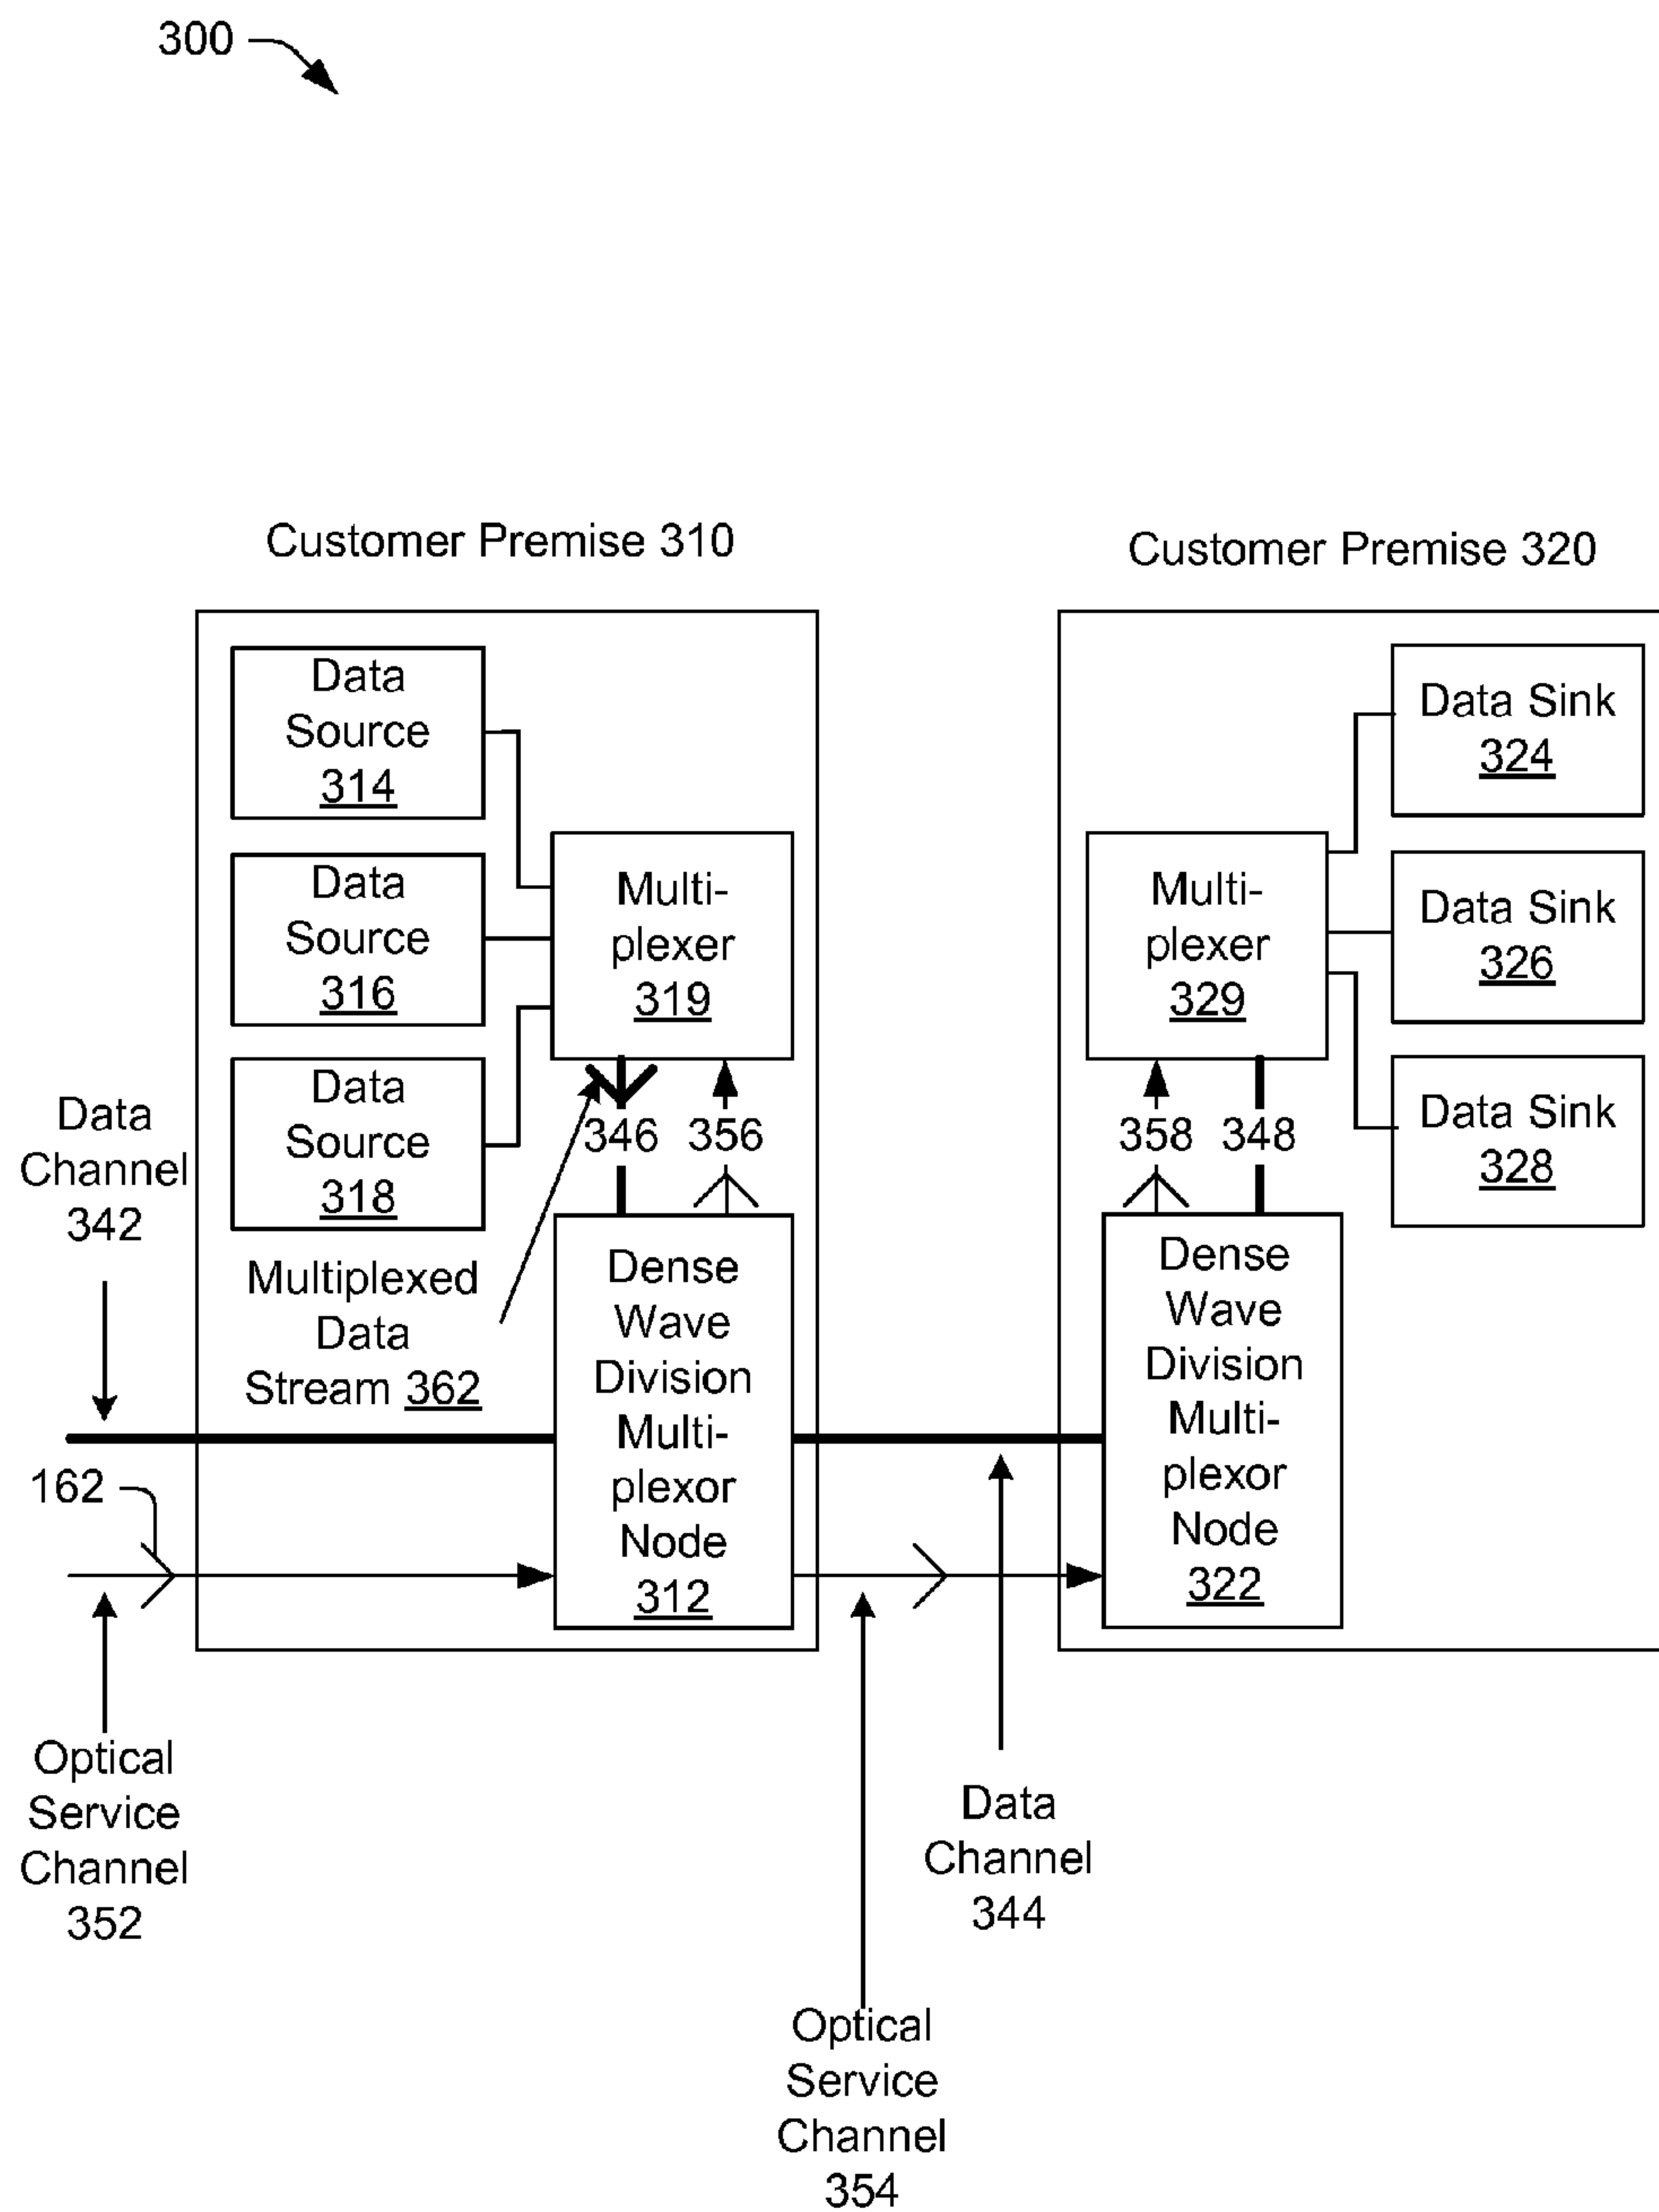 300
Customer Premise 310
Customer Premise 320
Data
Source
314
Data
Source
316
Data
Source
318
Multi-
plexer
319
346
356
Multiplexed
Data
Stream 362
Dense
Wave
Division
Multi-
plexor
Node
312
Data
Channel
342
162
Optical
Service
Channel
352
Multi-
plexer
329
358
348
Data Sink
324
Data Sink
326
Data Sink
328
Dense
Wave
Division
Multi-
plexor
Node
322
Data
Channel
344
Optical
Service
Channel
354